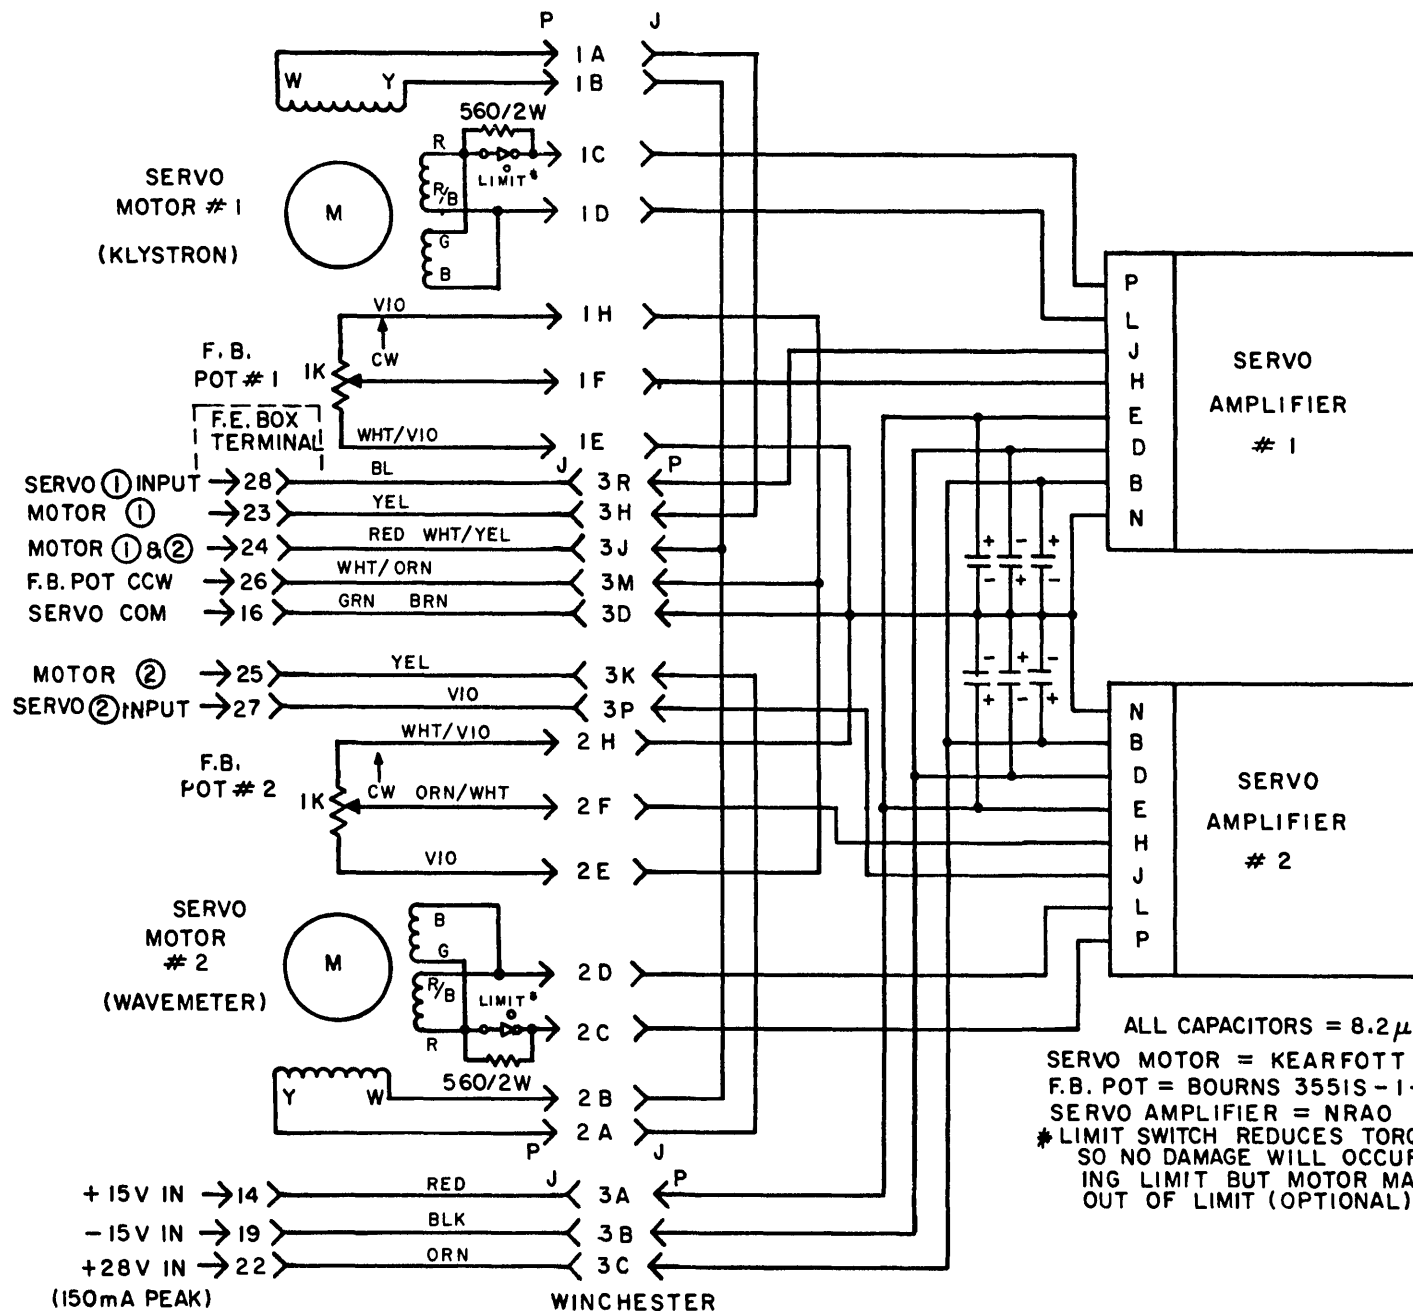 P J
1A
1B
W Y
560/2W
R
1C
LIMIT*
R/B
1D
G
B
SERVO
MOTOR # 1
(KLYSTRON)
M
VIO
1H
CW
F.B.
POT # 1
1K
1F
WHT/VIO
1E
F.E. BOX
TERMINAL
J P
SERVO ① INPUT 28 BL 3R
MOTOR ① 23 YEL 3H
MOTOR ① & ② 24 RED WHT/YEL 3J
F.B. POT CCW 26 WHT/ORN 3M
SERVO COM 16 GRN BRN 3D
MOTOR ② 25 YEL 3K
SERVO ② INPUT 27 VIO 3P
WHT/VIO 2H
F.B.
POT # 2
1K
CW
ORN/WHT 2F
VIO 2E
SERVO
MOTOR
# 2
(WAVEMETER)
M
B
G
R/B
R
2D
LIMIT*
2C
560/2W
Y W
2B
2A
P J
J P
+15V IN 14 RED 3A
-15V IN 19 BLK 3B
+28V IN 22 ORN 3C
(150mA PEAK)
WINCHESTER
P
L
J
H
E
D
B
N
SERVO
AMPLIFIER
# 1
+ - +
- + -
- + -
+ - +
N
B
D
E
H
J
L
P
SERVO
AMPLIFIER
# 2
ALL CAPACITORS = 8.2μ
SERVO MOTOR = KEARFOTT
F.B. POT = BOURNS 3551S-1-
SERVO AMPLIFIER = NRAO
* LIMIT SWITCH REDUCES TORQ
SO NO DAMAGE WILL OCCUR
ING LIMIT BUT MOTOR MA
OUT OF LIMIT (OPTIONAL)